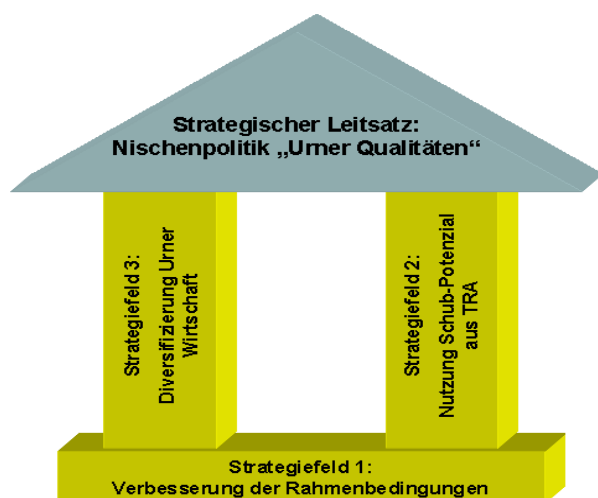 Strategischer Leitsatz:
Nischenpolitik „Urner Qualitäten“
Strategiefeld 3:
Diversifizierung Urner
Wirtschaft
Strategiefeld 2:
Nutzung Schub-Potenzial
aus TRA
Strategiefeld 1:
Verbesserung der Rahmenbedingungen